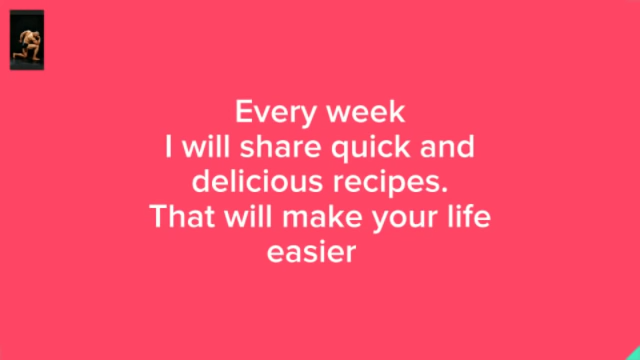 Every week
I will share quick and
delicious recipes.
That will make your life
easier